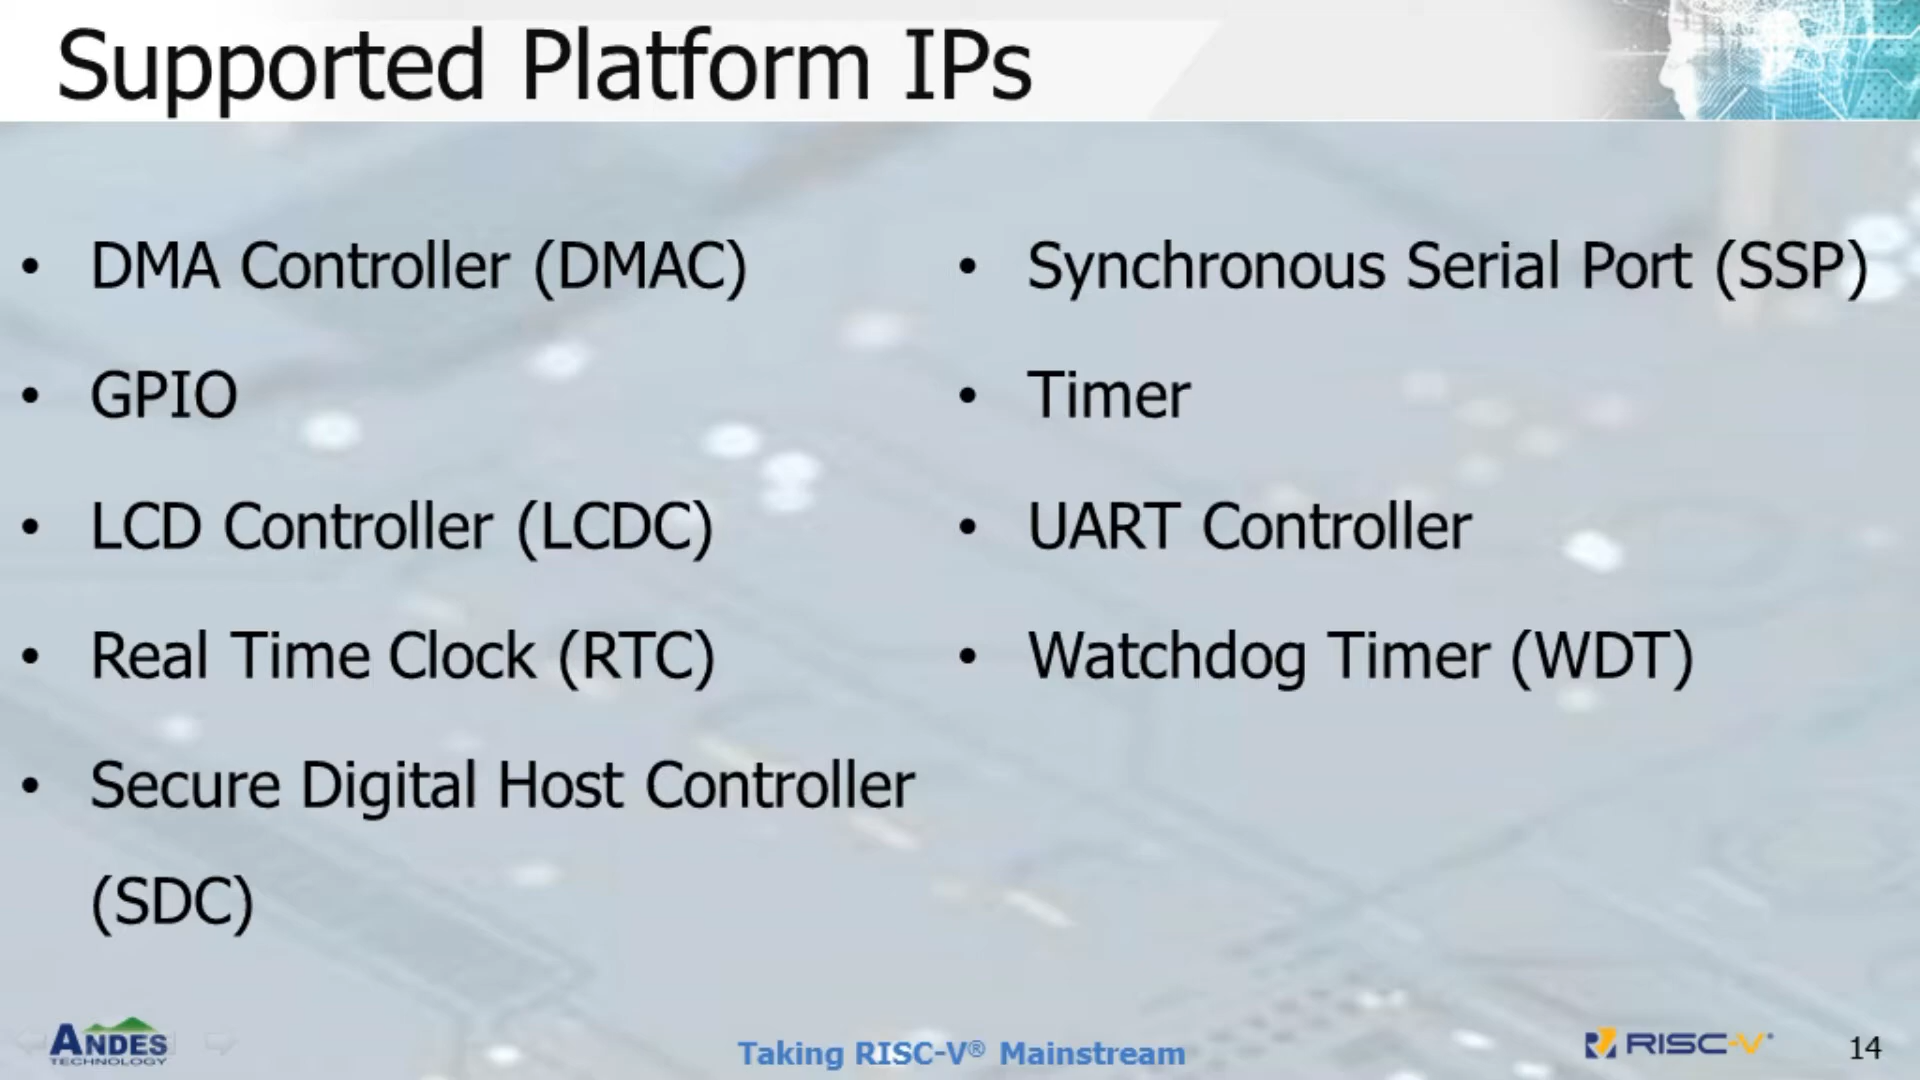 Supported Platform IPs
• DMA Controller (DMAC)
• GPIO
• LCD Controller (LCDC)
• Real Time Clock (RTC)
• Secure Digital Host Controller
(SDC)
• Synchronous Serial Port (SSP)
• Timer
• UART Controller
• Watchdog Timer (WDT)
ANDES
TECHNOLOGY
Taking RISC-V® Mainstream
RISC-V
14